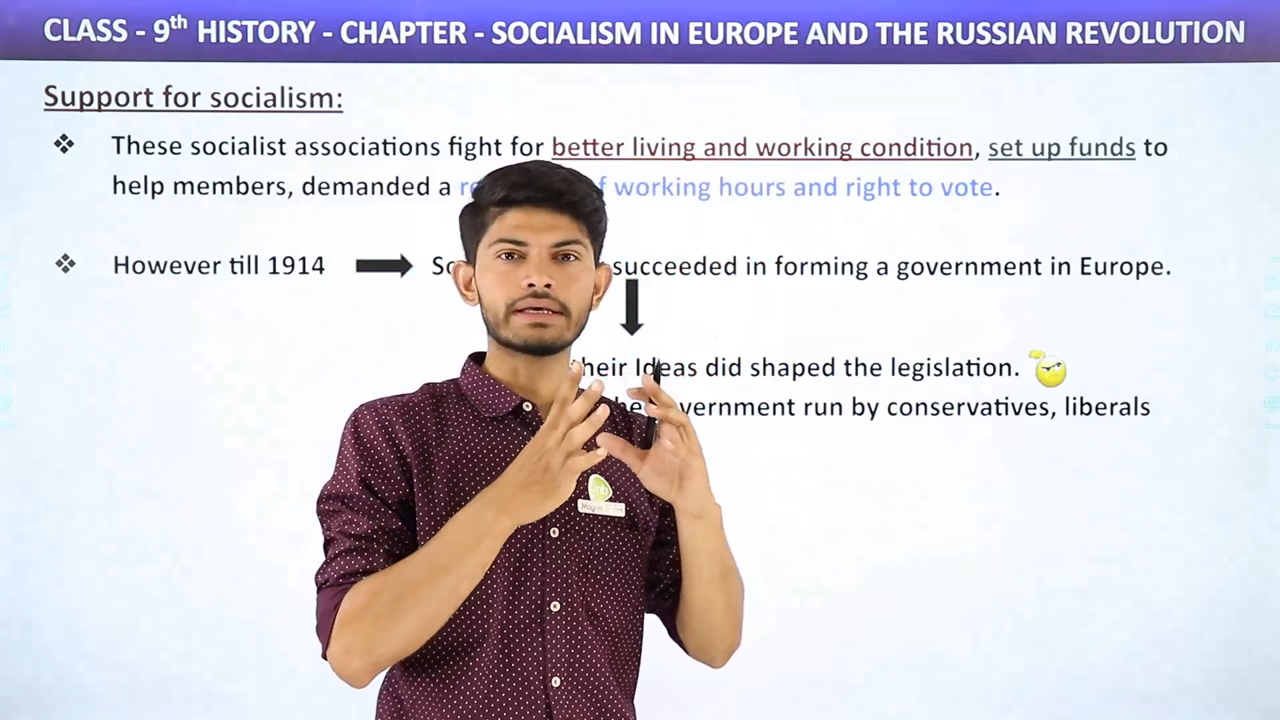 CLASS - 9th HISTORY - CHAPTER - SOCIALISM IN EUROPE AND THE RUSSIAN REVOLUTION
Support for socialism:
❖ These socialist associations fight for better living and working condition, set up funds to
help members, demanded a working hours and right to vote.
❖ However till 1914 succeeded in forming a government in Europe.
their Ideas did shaped the legislation.
run by conservatives, liberals